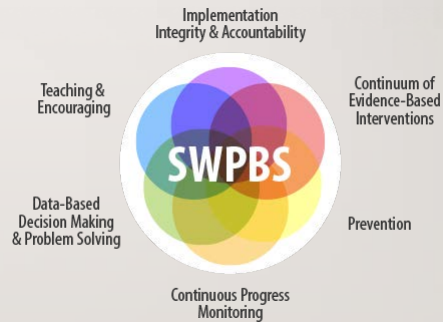 Implementation
Integrity & Accountability
Teaching &
Encouraging
Continuum of
Evidence-Based
Interventions
SWPBS
Data-Based
Decision Making
& Problem Solving
Prevention
Continuous Progress
Monitoring